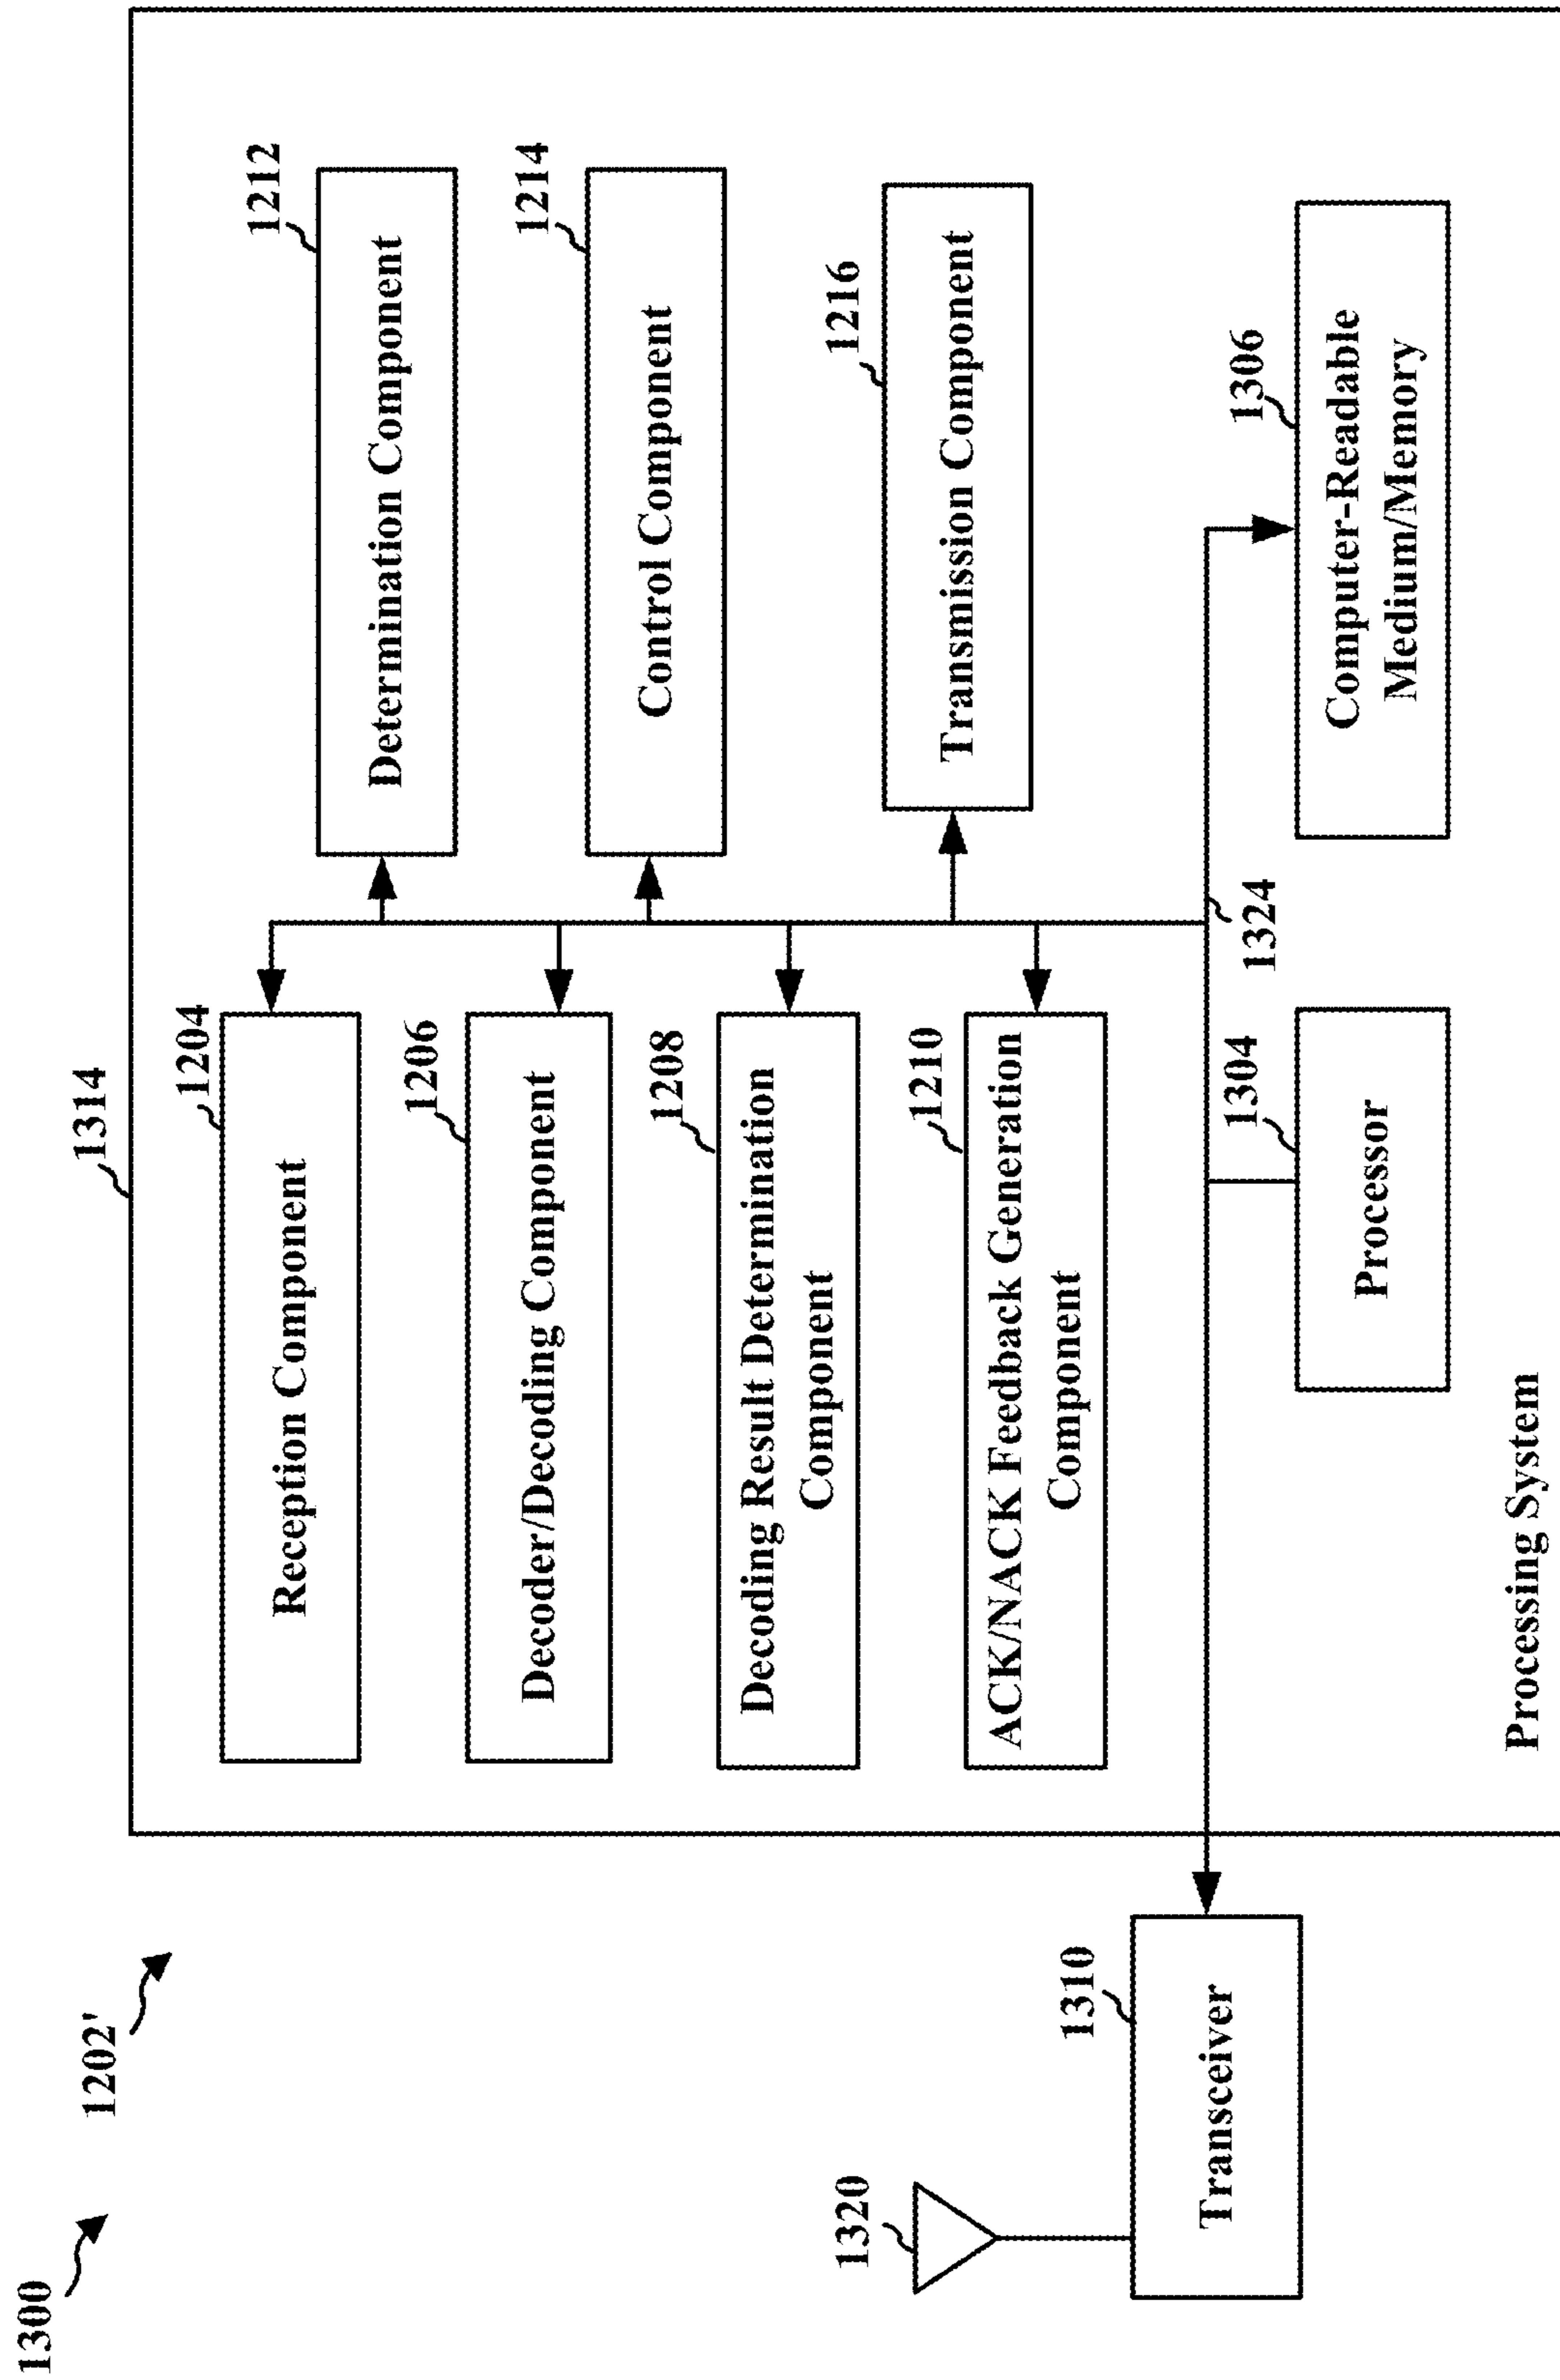 1300
1202'
1314
1204
Reception Component
1212
Determination Component
1206
Decoder/Decoding Component
1214
Control Component
1208
Decoding Result Determination
Component
1216
Transmission Component
1210
ACK/NACK Feedback Generation
Component
1320
1310
Transceiver
1324
1304
Processor
1306
Computer-Readable
Medium/Memory
Processing System